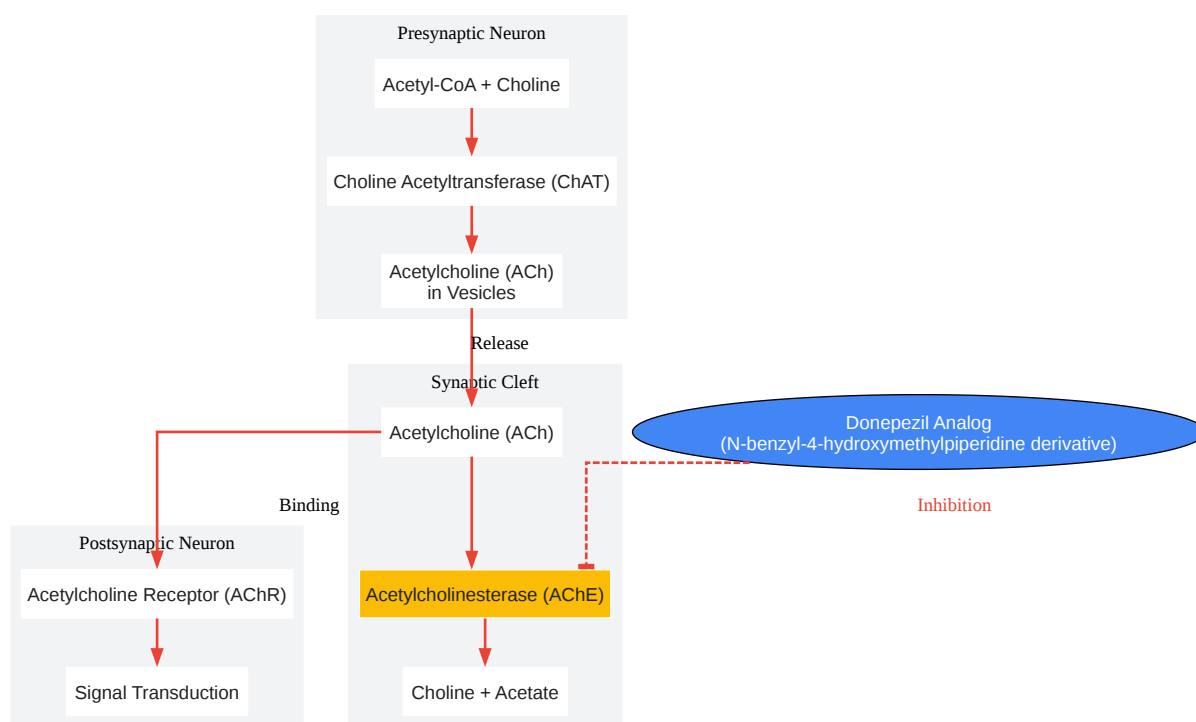 Presynaptic Neuron
Acetyl-CoA + Choline
Choline Acetyltransferase (ChAT)
Acetylcholine (ACh)
in Vesicles
Release
Synaptic Cleft
Acetylcholine (ACh)
Donepezil Analog
(N-benzyl-4-hydroxymethylpiperidine derivative)
Binding
Inhibition
Postsynaptic Neuron
Acetylcholine Receptor (AChR)
Acetylcholinesterase (AChE)
Signal Transduction
Choline + Acetate